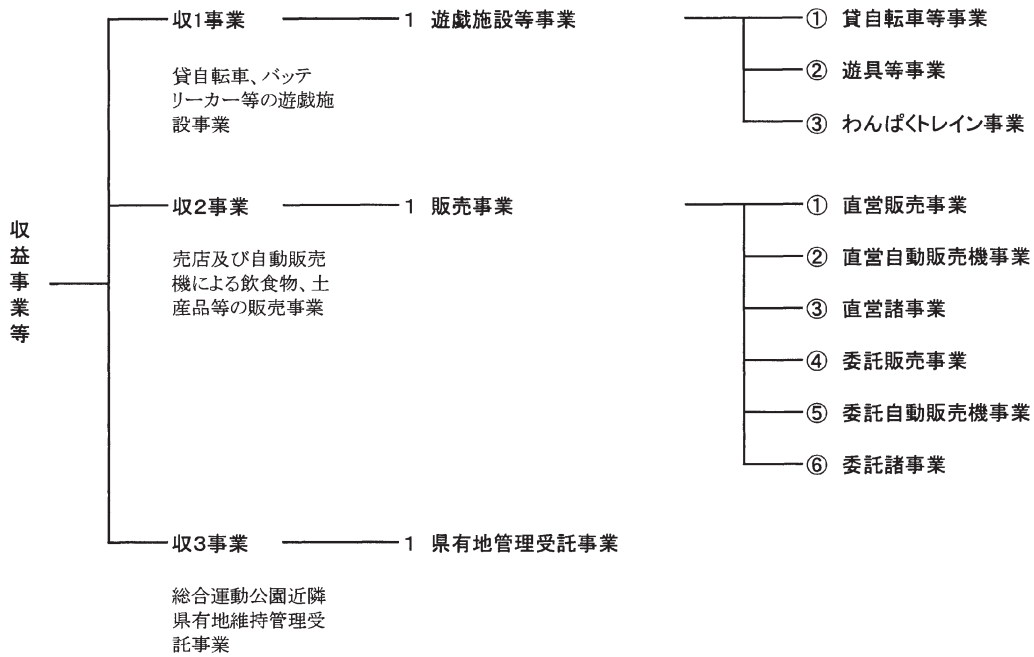 収益事業等
収1事業
1 遊戯施設等事業
① 貸自転車等事業
② 遊具等事業
③ わんぱくトレイン事業
貸自転車、バッテ
リーカー等の遊戯施
設事業
収2事業
1 販売事業
① 直営販売事業
② 直営自動販売機事業
③ 直営諸事業
④ 委託販売事業
⑤ 委託自動販売機事業
⑥ 委託諸事業
売店及び自動販売
機による飲食物、土
産品等の販売事業
収3事業
1 県有地管理受託事業
総合運動公園近隣
県有地維持管理受
託事業